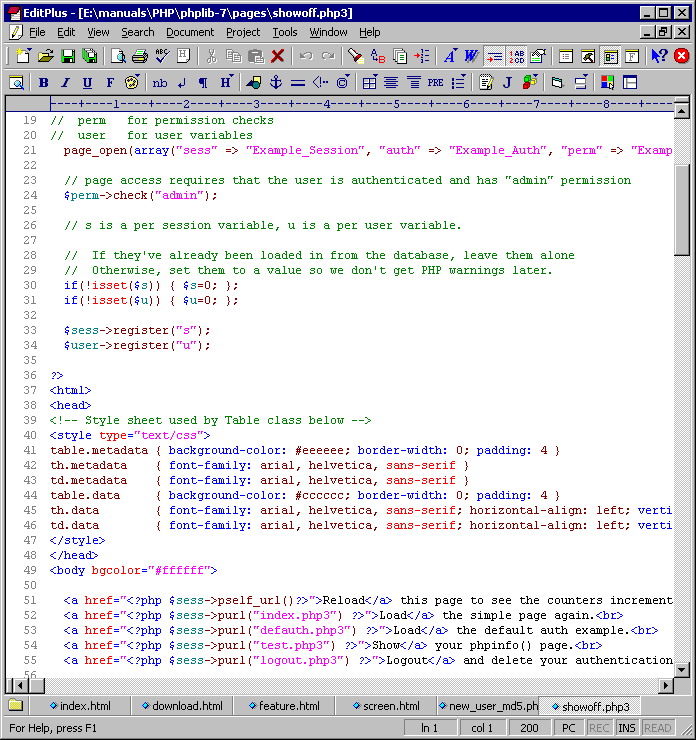 EditPlus - [E:\manuals\PHP\phplib-7\pages\showoff.php3]
File Edit View Search Document Project Tools Window Help
B I U F nb ¶ H © PRE J
----+----1----+----2----+----3----+----4----+----5----+----6----+----7----+----8----
19 //  perm   for permission checks
20 //  user   for user variables
21   page_open(array("sess" => "Example_Session", "auth" => "Example_Auth", "perm" => "Examp
22
23   // page access requires that the user is authenticated and has "admin" permission
24   $perm->check("admin");
25
26   // s is a per session variable, u is a per user variable.
27
28   //  If they've already been loaded in from the database, leave them alone
29   //  Otherwise, set them to a value so we don't get PHP warnings later.
30   if(!isset($s)) { $s=0; };
31   if(!isset($u)) { $u=0; };
32
33   $sess->register("s");
34   $user->register("u");
35
36 ?>
37 <html>
38 <head>
39 <!-- Style sheet used by Table class below -->
40 <style type="text/css">
41 table.metadata { background-color: #eeeeee; border-width: 0; padding: 4 }
42 th.metadata    { font-family: arial, helvetica, sans-serif }
43 td.metadata    { font-family: arial, helvetica, sans-serif }
44 table.data     { background-color: #cccccc; border-width: 0; padding: 4 }
45 th.data        { font-family: arial, helvetica, sans-serif; horizontal-align: left; verti
46 td.data        { font-family: arial, helvetica, sans-serif; horizontal-align: left; verti
47 </style>
48 </head>
49 <body bgcolor="#ffffff">
50
51   <a href="<?php $sess->pself_url()?>">Reload</a> this page to see the counters increment
52   <a href="<?php $sess->purl("index.php3") ?>">Load</a> the simple page again.<br>
53   <a href="<?php $sess->purl("defauth.php3") ?>">Load</a> the default auth example.<br>
54   <a href="<?php $sess->purl("test.php3") ?>">Show</a> your phpinfo() page.<br>
55   <a href="<?php $sess->purl("logout.php3") ?>">Logout</a> and delete your authentication
56
index.html download.html feature.html screen.html new_user_md5.ph showoff.php3
For Help, press F1 ln 1 col 1 200 PC REC INS READ